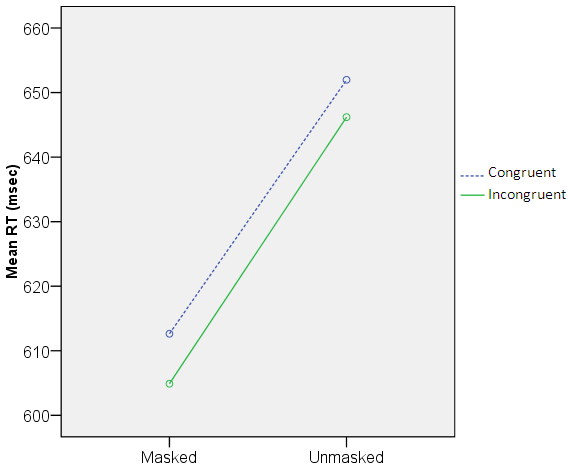 660
650
640
630
620
610
600
Mean RT (msec)
Masked
Unmasked
Congruent
Incongruent